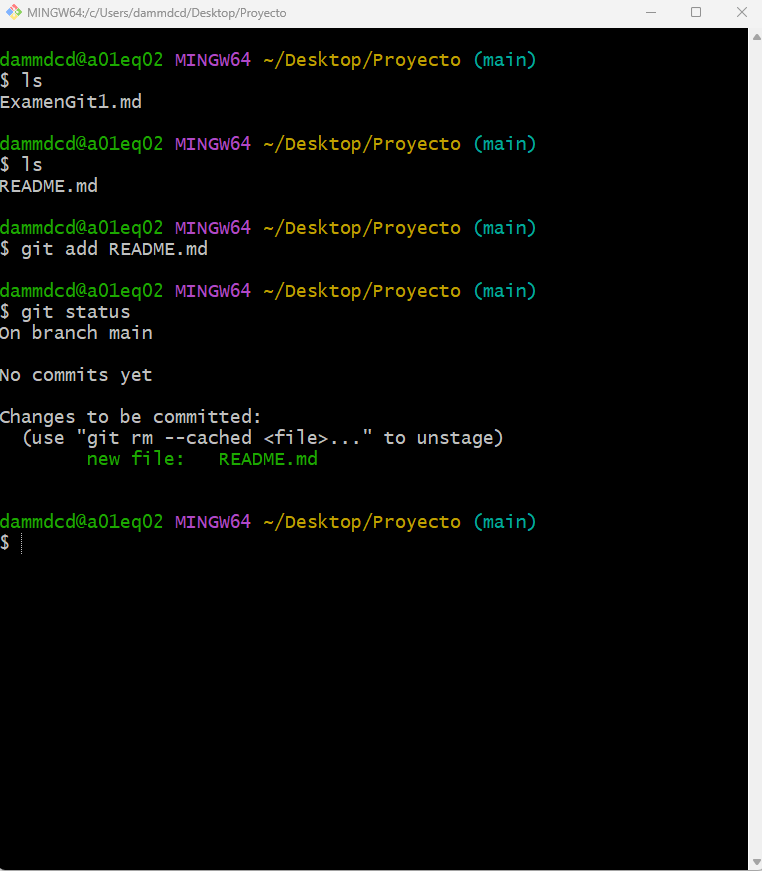 MINGW64:/c/Users/dammdcd/Desktop/Proyecto
dammdcd@a01eq02 MINGW64 ~/Desktop/Proyecto (main)
$ ls
ExamenGit1.md
dammdcd@a01eq02 MINGW64 ~/Desktop/Proyecto (main)
$ ls
README.md
dammdcd@a01eq02 MINGW64 ~/Desktop/Proyecto (main)
$ git add README.md
dammdcd@a01eq02 MINGW64 ~/Desktop/Proyecto (main)
$ git status
On branch main
No commits yet
Changes to be committed:
  (use "git rm --cached <file>..." to unstage)
        new file:   README.md
dammdcd@a01eq02 MINGW64 ~/Desktop/Proyecto (main)
$